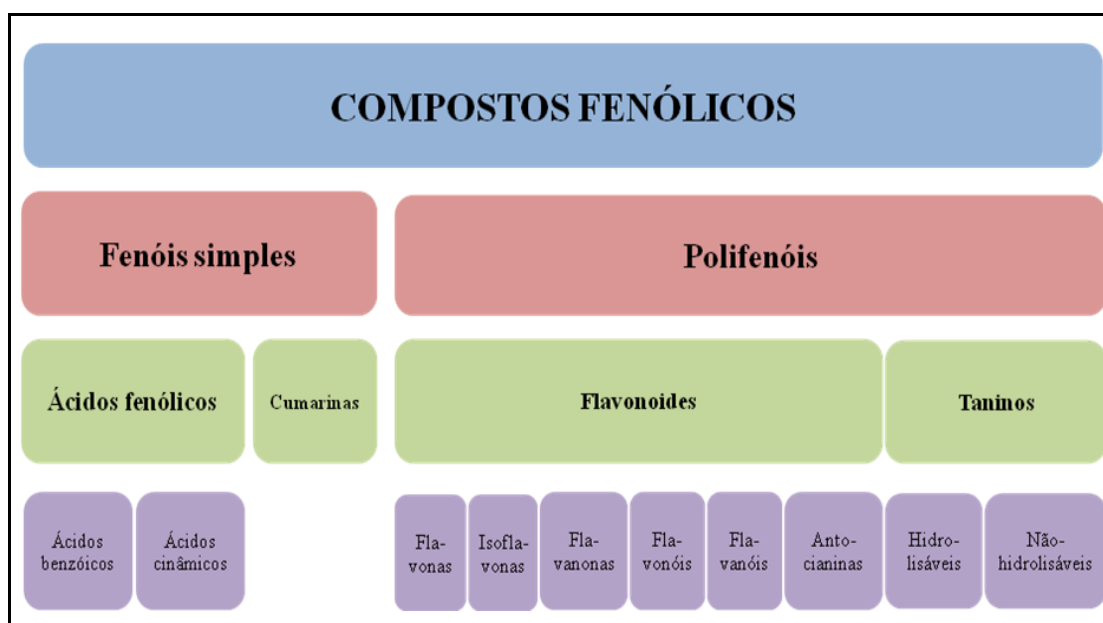 COMPOSTOS FENÓLICOS
Fenóis simples
Polifenóis
Ácidos fenólicos
Cumarinas
Flavonoides
Taninos
Ácidos
benzóicos
Ácidos
cinâmicos
Fla-
vonas
Isofla-
vonas
Fla-
vanonas
Fla-
vonóis
Fla-
vanóis
Anto-
cianinas
Hidro-
lisáveis
Não-
hidrolisáveis